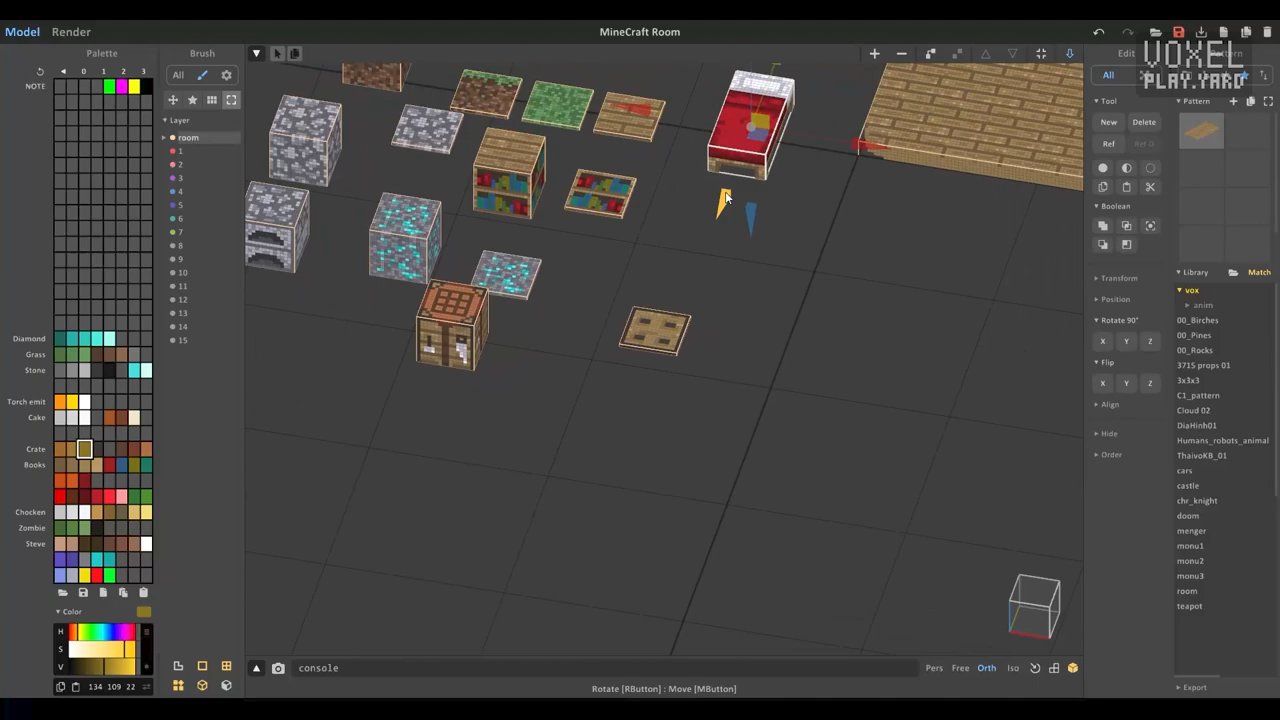 Model Render
MineCraft Room
Palette
Brush
Edit
VOXEL
PLAY.YARD
0 1 2 3
All
All
NOTE
Layer
room
1
2
3
4
5
6
7
8
9
10
11
12
13
14
15
Diamond
Grass
Stone
Torch emit
Cake
Crate
Books
Chocken
Zombie
Steve
Color
H
S
V
134 109 22
console
Pers Free Orth Iso
Rotate [RButton] : Move [MButton]
Tool
New Delete
Ref Ref D
Boolean
Transform
Position
Rotate 90°
X Y Z
Flip
X Y Z
Align
Hide
Order
Pattern
Library Match
vox
anim
00_Birches
00_Pines
00_Rocks
3715 props 01
3x3x3
C1_pattern
Cloud 02
DiaHinh01
Humans_robots_animal
ThaivoKB_01
cars
castle
chr_knight
doom
menger
monu1
monu2
monu3
room
teapot
Export